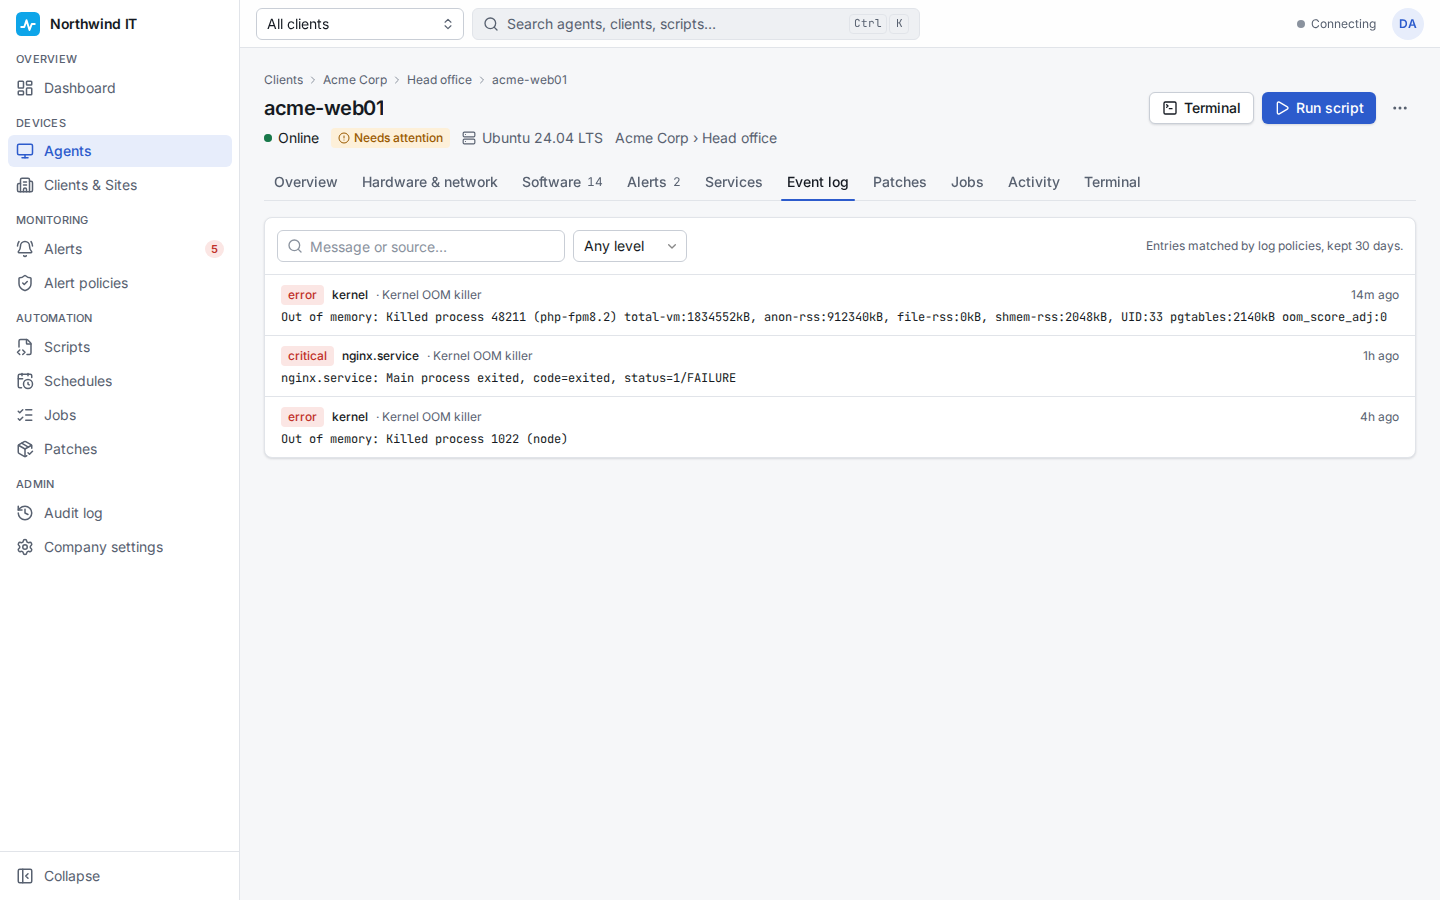 Northwind IT
All clients
Search agents, clients, scripts...
Ctrl K
Connecting
DA
OVERVIEW
Dashboard
DEVICES
Agents
Clients & Sites
MONITORING
Alerts 5
Alert policies
AUTOMATION
Scripts
Schedules
Jobs
Patches
ADMIN
Audit log
Company settings
Collapse
Clients > Acme Corp > Head office > acme-web01
acme-web01
Terminal
Run script
Online
Needs attention
Ubuntu 24.04 LTS
Acme Corp › Head office
Overview Hardware & network Software 14 Alerts 2 Services Event log Patches Jobs Activity Terminal
Message or source...
Any level
Entries matched by log policies, kept 30 days.
error kernel · Kernel OOM killer 14m ago
Out of memory: Killed process 48211 (php-fpm8.2) total-vm:1834552kB, anon-rss:912340kB, file-rss:0kB, shmem-rss:2048kB, UID:33 pgtables:2140kB oom_score_adj:0
critical nginx.service · Kernel OOM killer 1h ago
nginx.service: Main process exited, code=exited, status=1/FAILURE
error kernel · Kernel OOM killer 4h ago
Out of memory: Killed process 1022 (node)